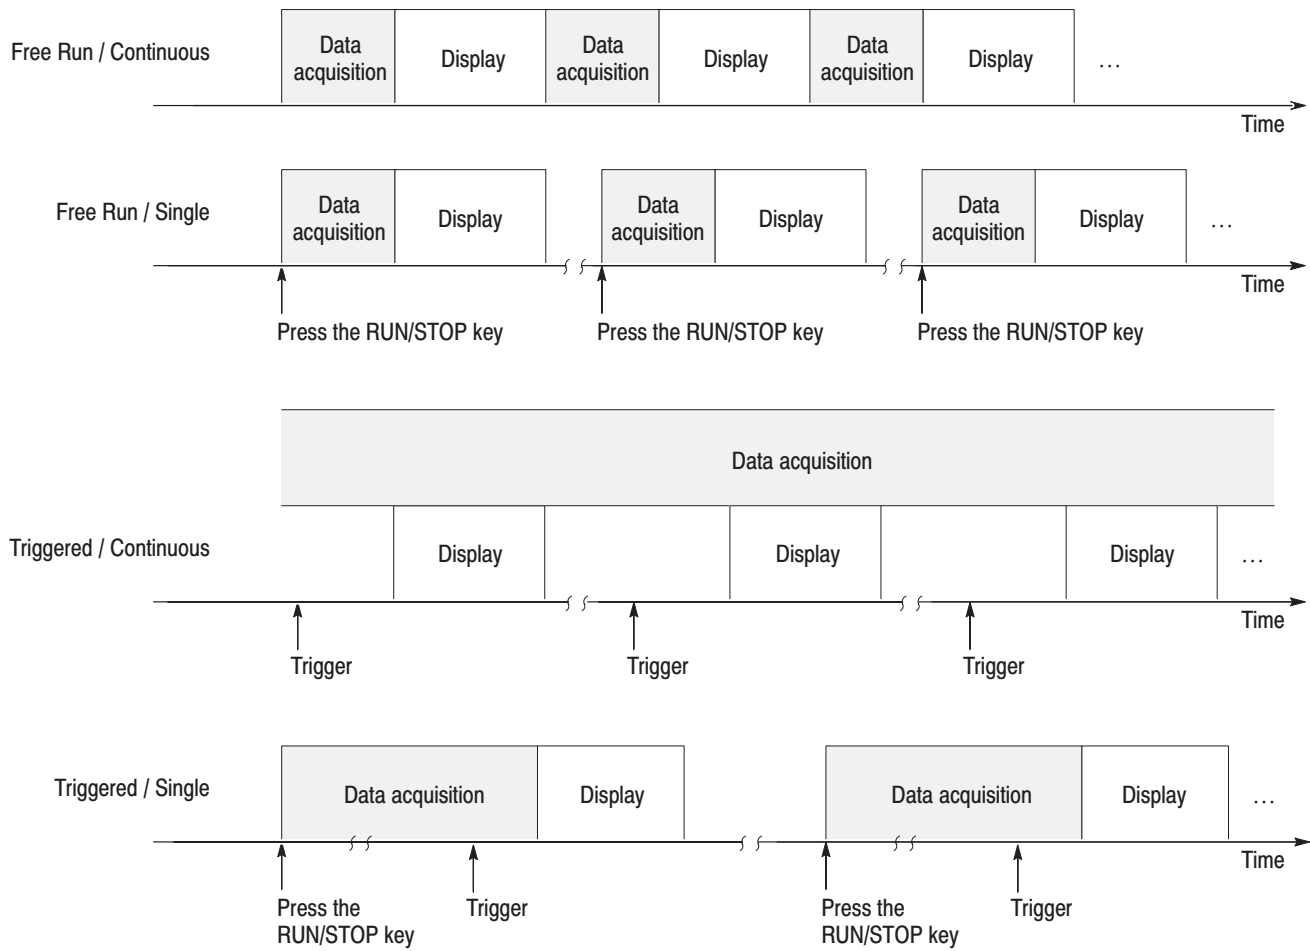 Free Run / Continuous
Data acquisition
Display
Data acquisition
Display
Data acquisition
Display
...
Time
Free Run / Single
Data acquisition
Display
Data acquisition
Display
Data acquisition
Display
...
Time
Press the RUN/STOP key
Press the RUN/STOP key
Press the RUN/STOP key
Data acquisition
Triggered / Continuous
Display
Display
Display
...
Time
Trigger
Trigger
Trigger
Triggered / Single
Data acquisition
Display
Data acquisition
Display
...
Time
Press the
RUN/STOP key
Trigger
Press the
RUN/STOP key
Trigger